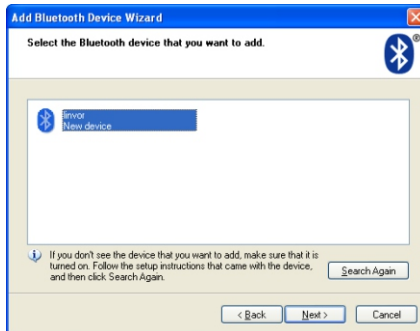 Add Bluetooth Device Wizard
Select the Bluetooth device that you want to add.
®
linvor
New device
If you don't see the device that you want to add, make sure that it is
turned on. Follow the setup instructions that came with the device,
and then click Search Again.
Search Again
< Back
Next >
Cancel